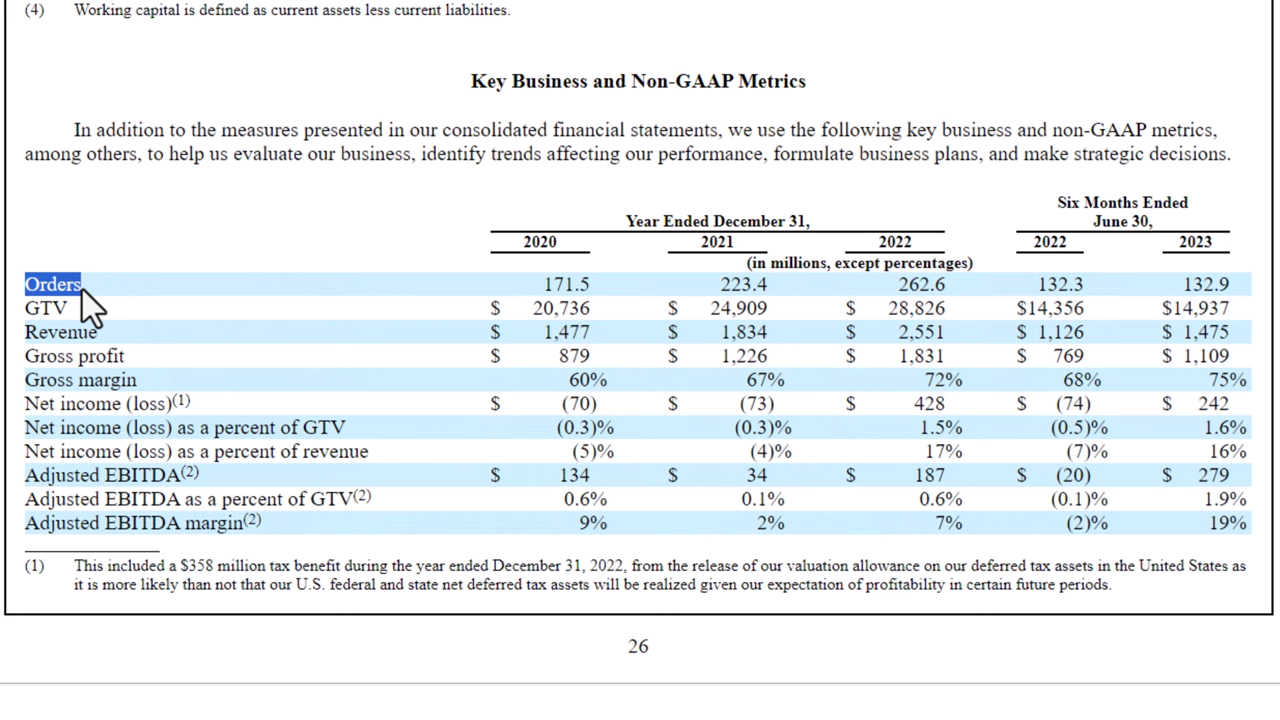 (4) Working capital is defined as current assets less current liabilities.
Key Business and Non-GAAP Metrics
In addition to the measures presented in our consolidated financial statements, we use the following key business and non-GAAP metrics,
among others, to help us evaluate our business, identify trends affecting our performance, formulate business plans, and make strategic decisions.
Six Months Ended
Year Ended December 31, June 30,
2020 2021 2022 2022 2023
(in millions, except percentages)
Orders 171.5 223.4 262.6 132.3 132.9
GTV $ 20,736 $ 24,909 $ 28,826 $14,356 $14,937
Revenue $ 1,477 $ 1,834 $ 2,551 $ 1,126 $ 1,475
Gross profit $ 879 $ 1,226 $ 1,831 $ 769 $ 1,109
Gross margin 60% 67% 72% 68% 75%
Net income (loss)(1) $ (70) $ (73) $ 428 $ (74) $ 242
Net income (loss) as a percent of GTV (0.3)% (0.3)% 1.5% (0.5)% 1.6%
Net income (loss) as a percent of revenue (5)% (4)% 17% (7)% 16%
Adjusted EBITDA(2) $ 134 $ 34 $ 187 $ (20) $ 279
Adjusted EBITDA as a percent of GTV(2) 0.6% 0.1% 0.6% (0.1)% 1.9%
Adjusted EBITDA margin(2) 9% 2% 7% (2)% 19%
(1) This included a $358 million tax benefit during the year ended December 31, 2022, from the release of our valuation allowance on our deferred tax assets in the United States as
it is more likely than not that our U.S. federal and state net deferred tax assets will be realized given our expectation of profitability in certain future periods.
26